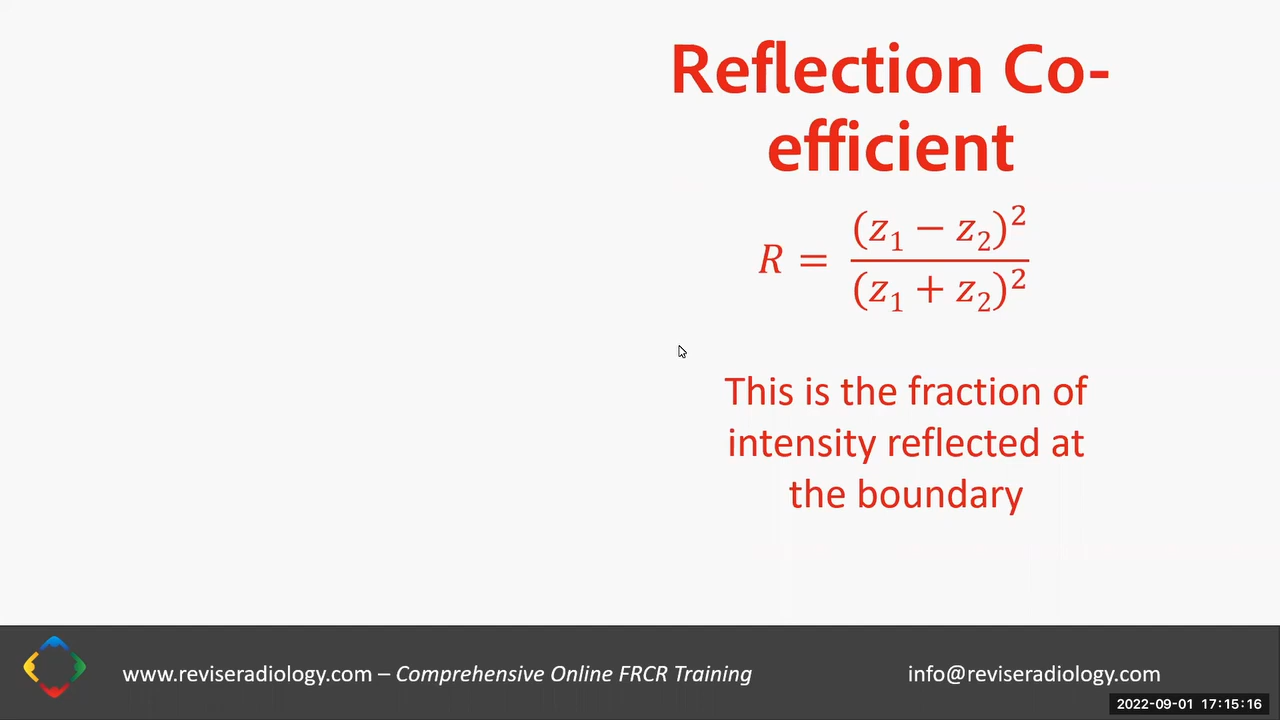 Reflection Co-
efficient
R = (z₁ − z₂)² / (z₁ + z₂)²
This is the fraction of
intensity reflected at
the boundary
www.reviseradiology.com – Comprehensive Online FRCR Training
info@reviseradiology.com
2022-09-01 17:15:16